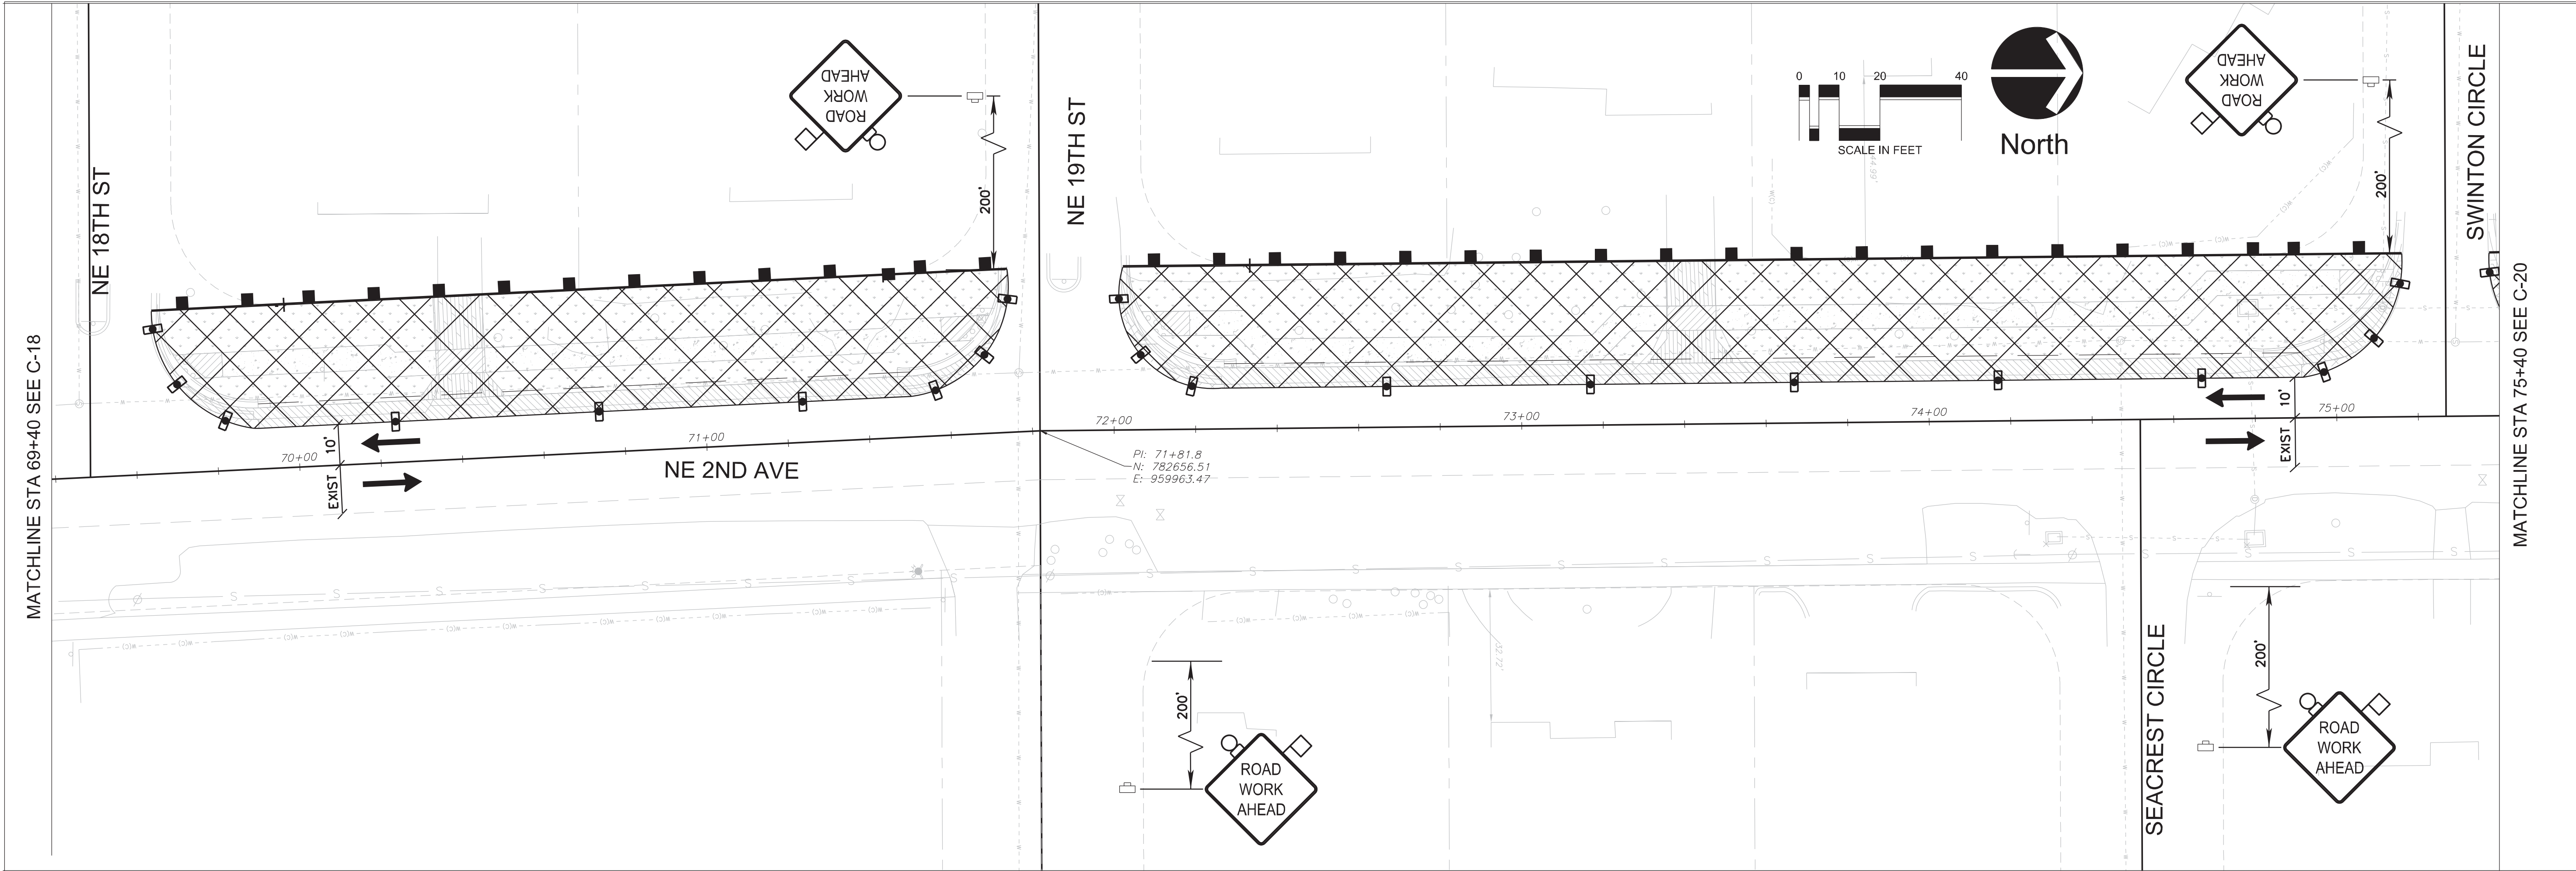 MATCHLINE STA 69+40 SEE C-18
NE 18TH ST
ROAD
WORK
AHEAD
200'
NE 19TH ST
0 10 20 40
SCALE IN FEET
North
ROAD
WORK
AHEAD
200'
SWINTON CIRCLE
MATCHLINE STA 75+40 SEE C-20
44.99'
70+00
10'
EXIST
71+00
NE 2ND AVE
72+00
PI: 71+81.8
N: 782656.51
E: 959963.47
73+00
74+00
10'
EXIST
75+00
S S S S S S S S S S S S S S S S S S
W(C) W(C) W(C) W(C) W(C) W(C) W(C) W(C)
200'
ROAD
WORK
AHEAD
SEACREST CIRCLE
200'
ROAD
WORK
AHEAD